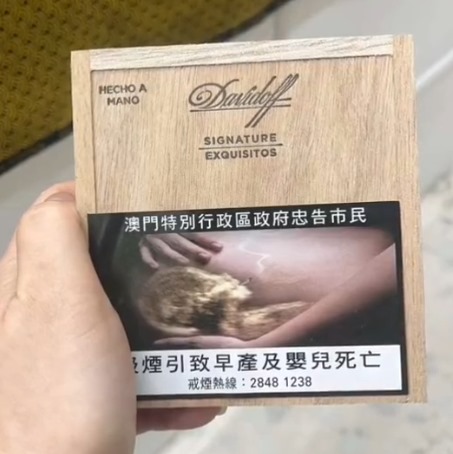 HECHO A
MANO
Davidoff
SIGNATURE
EXQUISITOS
澳門特別行政區政府忠告市民
吸煙引致早產及嬰兒死亡
戒煙熱線：2848 1238